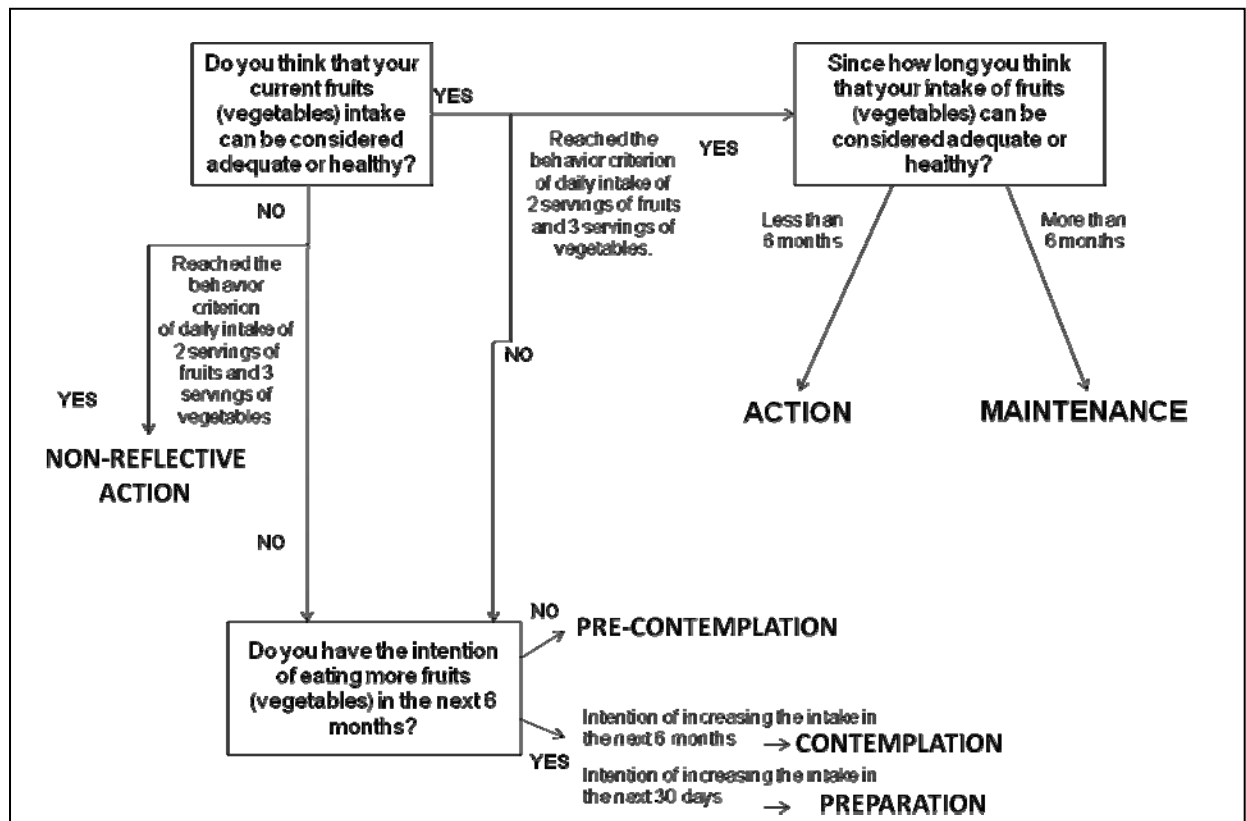 Do you think that your
current fruits
(vegetables) intake
can be considered
adequate or healthy?
YES
Reached the
behavior criterion
of daily intake of
2 servings of fruits
and 3 servings of
vegetables.
YES
Since how long you think
that your intake of fruits
(vegetables) can be
considered adequate or
healthy?
NO
Reached the
behavior
criterion
of daily intake of
2 servings of
fruits and 3
servings of
vegetables
YES
NON-REFLECTIVE
ACTION
NO
NO
Less than
6 months
More than
6 months
ACTION
MAINTENANCE
Do you have the intention
of eating more fruits
(vegetables) in the next 6
months?
NO
PRE-CONTEMPLATION
YES
Intention of increasing the intake in
the next 6 months
CONTEMPLATION
Intention of increasing the intake in
the next 30 days
PREPARATION